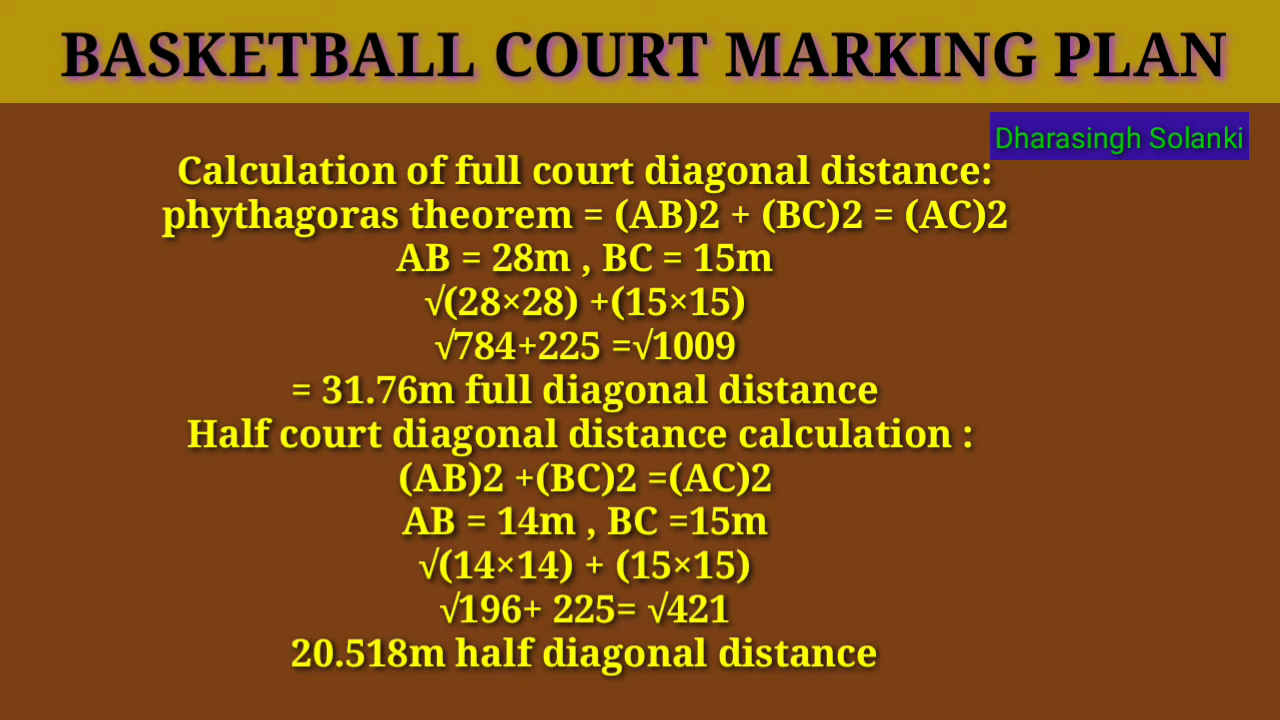 BASKETBALL COURT MARKING PLAN
Dharasingh Solanki
Calculation of full court diagonal distance:
phythagoras theorem = (AB)2 + (BC)2 = (AC)2
AB = 28m , BC = 15m
√(28×28) +(15×15)
√784+225 =√1009
= 31.76m full diagonal distance
Half court diagonal distance calculation :
(AB)2 +(BC)2 =(AC)2
AB = 14m , BC =15m
√(14×14) + (15×15)
√196+ 225= √421
20.518m half diagonal distance